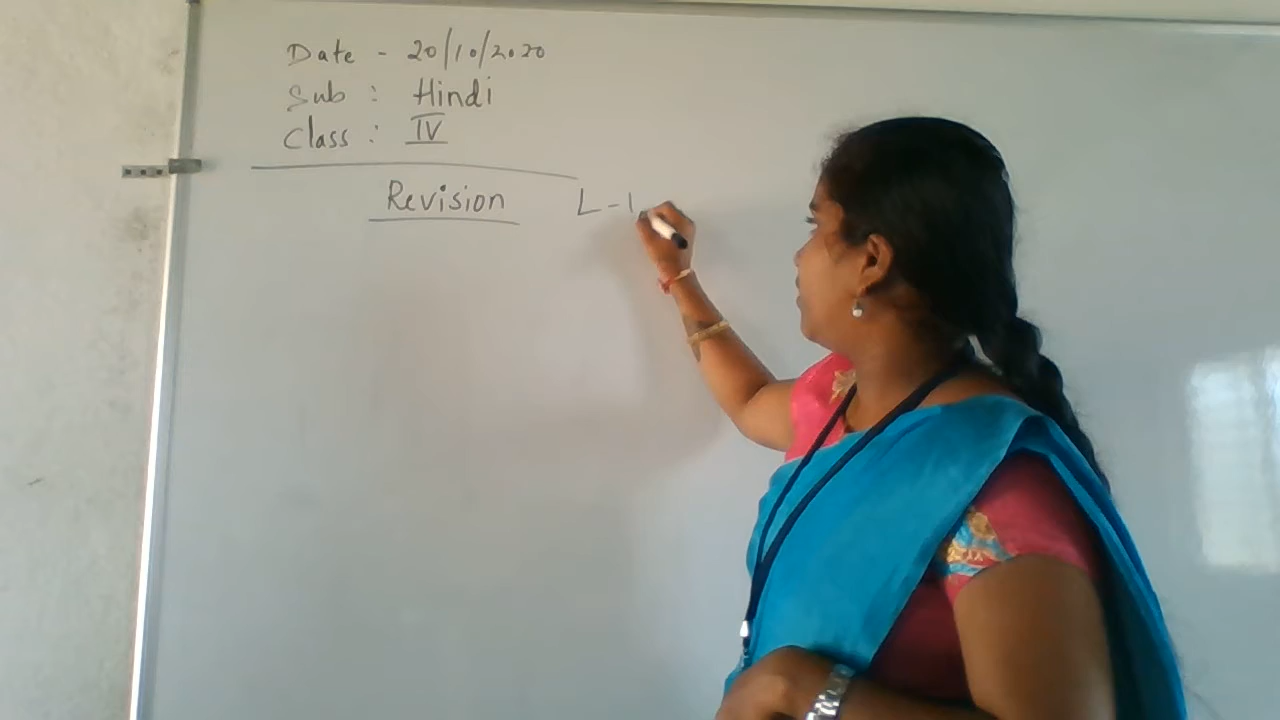 Date - 20/10/2020
Sub : Hindi
Class : IV
Revision L-1